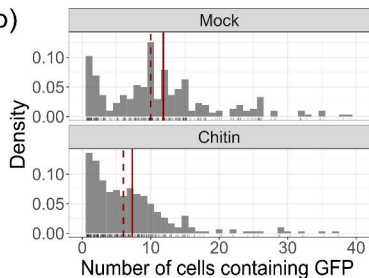 b)
Mock
0.10
0.05
0.00
Chitin
0.10
0.05
0.00
Density
0 10 20 30 40
Number of cells containing GFP